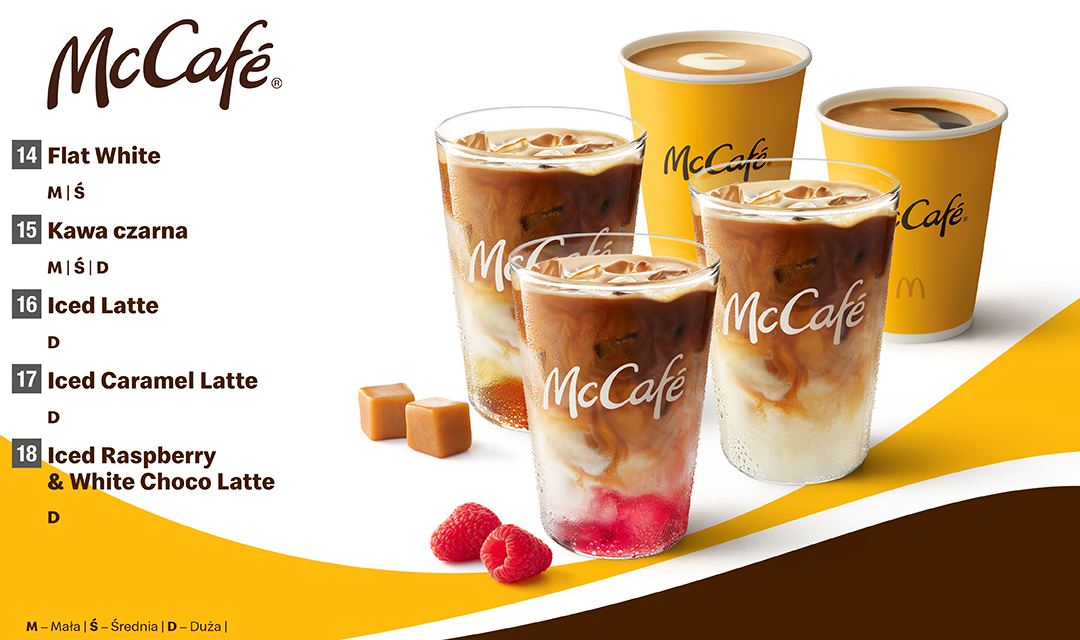 McCafé®
14 Flat White
M | Ś
15 Kawa czarna
M | Ś | D
16 Iced Latte
D
17 Iced Caramel Latte
D
18 Iced Raspberry
& White Choco Latte
D
McCafé®
McCafé®
McCafé
McCafé
McCafé
M – Mała | Ś – Średnia | D – Duża |